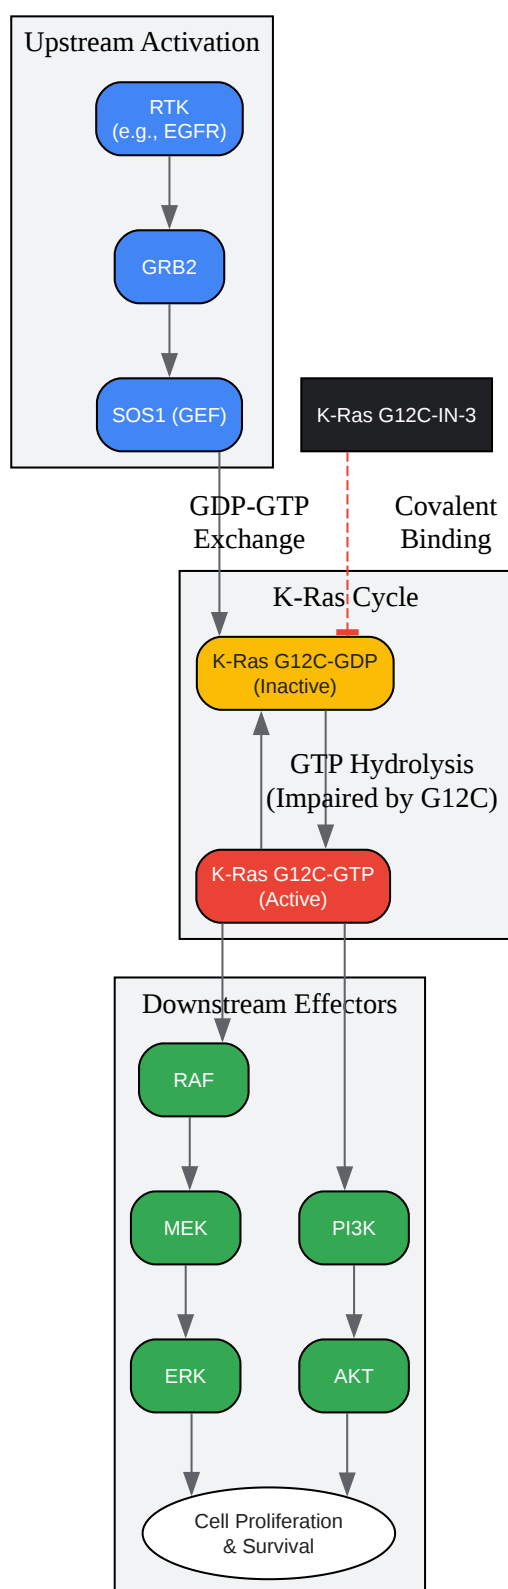 Upstream Activation
RTK
(e.g., EGFR)
GRB2
SOS1 (GEF)
K-Ras G12C-IN-3
GDP-GTP
Exchange
Covalent
Binding
K-Ras Cycle
K-Ras G12C-GDP
(Inactive)
GTP Hydrolysis
(Impaired by G12C)
K-Ras G12C-GTP
(Active)
Downstream Effectors
RAF
MEK
PI3K
ERK
AKT
Cell Proliferation
& Survival